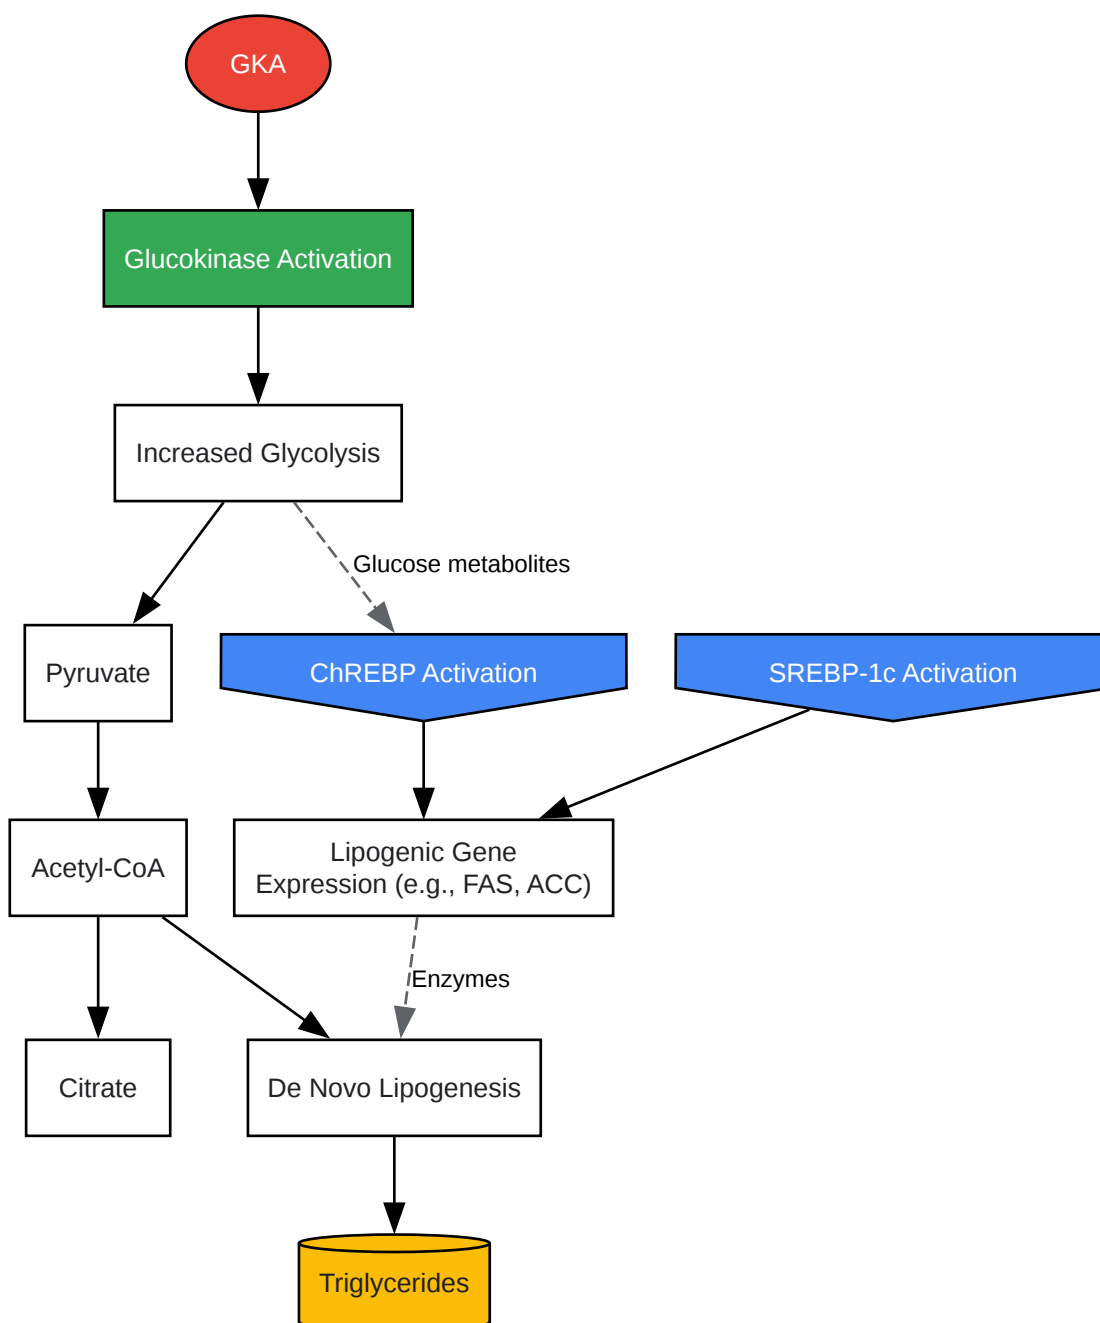 GKA
Glucokinase Activation
Increased Glycolysis
Glucose metabolites
Pyruvate
ChREBP Activation
SREBP-1c Activation
Acetyl-CoA
Lipogenic Gene
Expression (e.g., FAS, ACC)
Enzymes
Citrate
De Novo Lipogenesis
Triglycerides